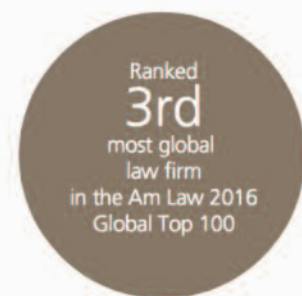 Ranked
3rd
most global
law firm
in the Am Law 2016
Global Top 100